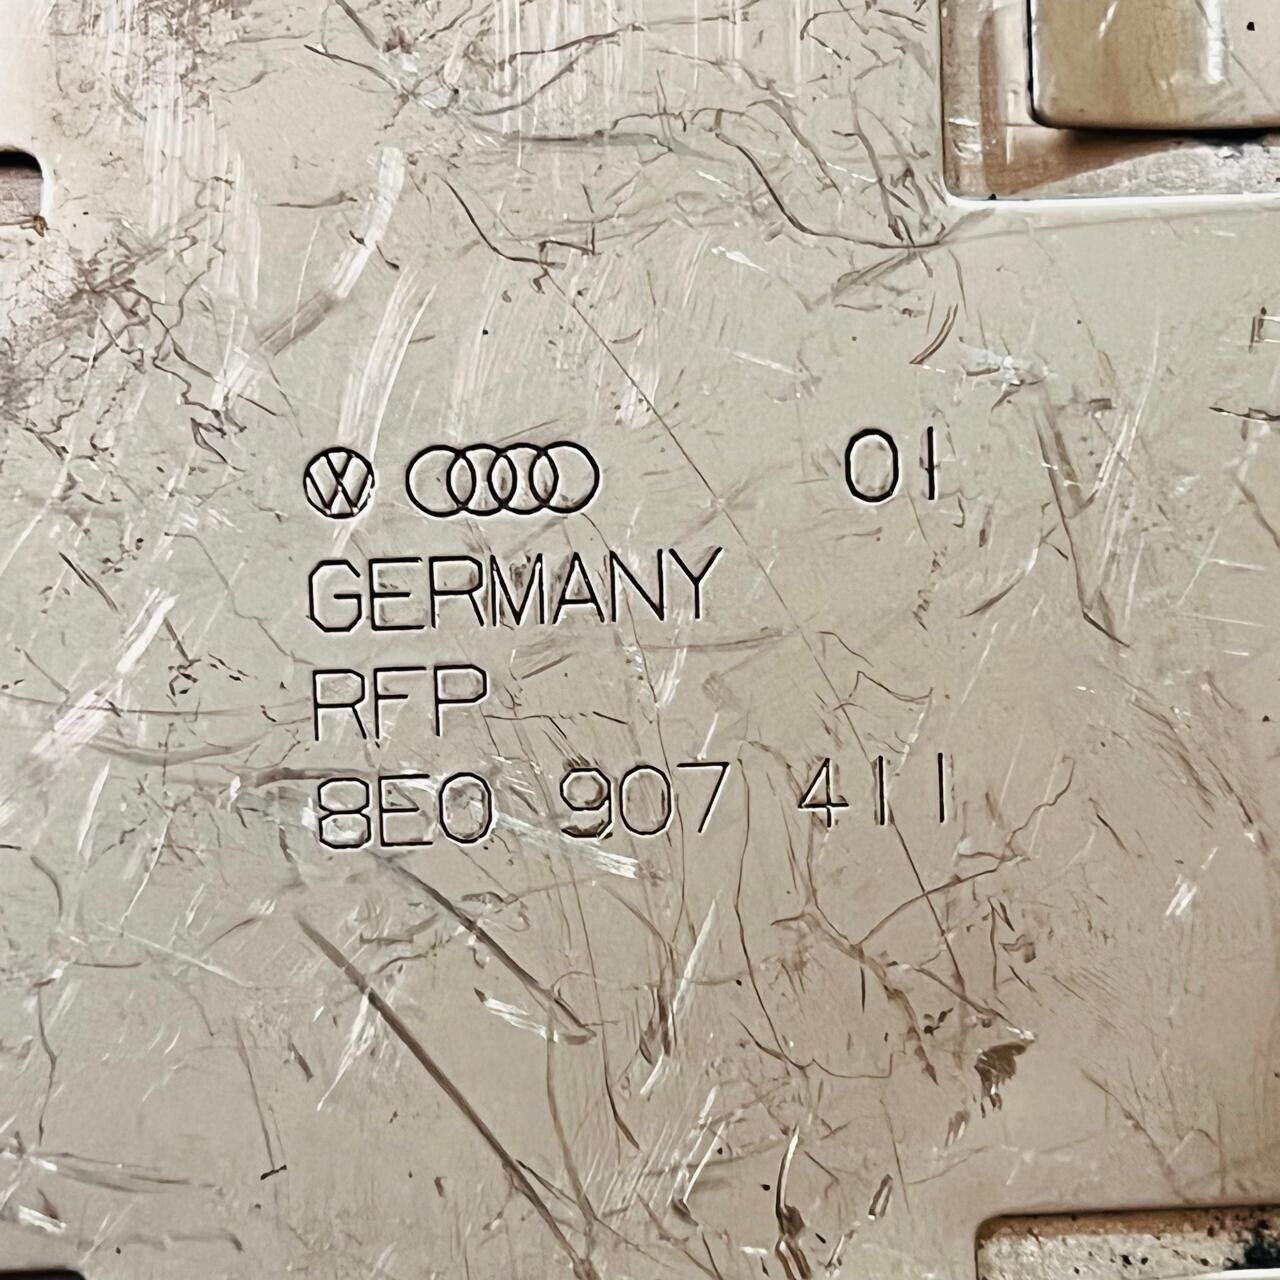 01
GERMANY
RFP
8E0 907 411